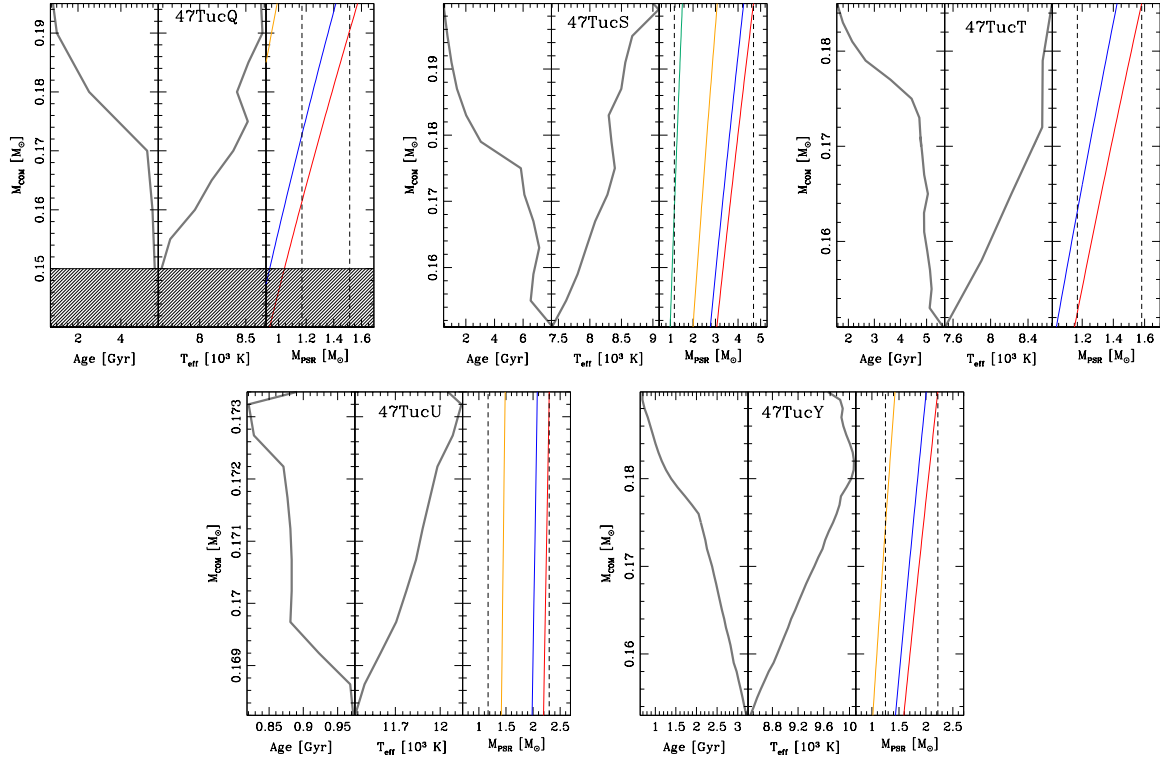 47TucQ
M_COM [M_⊙]
0.19
0.18
0.17
0.16
0.15
2 4
8 8.5
1 1.2 1.4 1.6
Age [Gyr]
T_eff [10^3 K]
M_PSR [M_⊙]
47TucS
M_COM [M_⊙]
0.19
0.18
0.17
0.16
2 4 6
7.5 8 8.5 9
1 2 3 4 5
Age [Gyr]
T_eff [10^3 K]
M_PSR [M_⊙]
47TucT
M_COM [M_⊙]
0.18
0.17
0.16
2 3 4 5
7.6 8 8.4
1.2 1.4 1.6
Age [Gyr]
T_eff [10^3 K]
M_PSR [M_⊙]
47TucU
M_COM [M_⊙]
0.173
0.172
0.171
0.17
0.169
0.85 0.9 0.95
11.7 12
1 1.5 2 2.5
Age [Gyr]
T_eff [10^3 K]
M_PSR [M_⊙]
47TucY
M_COM [M_⊙]
0.18
0.17
0.16
1 1.5 2 2.5 3
8.8 9.2 9.6 10
1 1.5 2 2.5
Age [Gyr]
T_eff [10^3 K]
M_PSR [M_⊙]